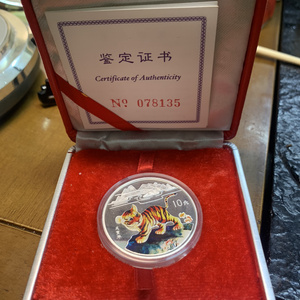 鉴定证书
Certificate of Authenticity
Nº 078135
10元